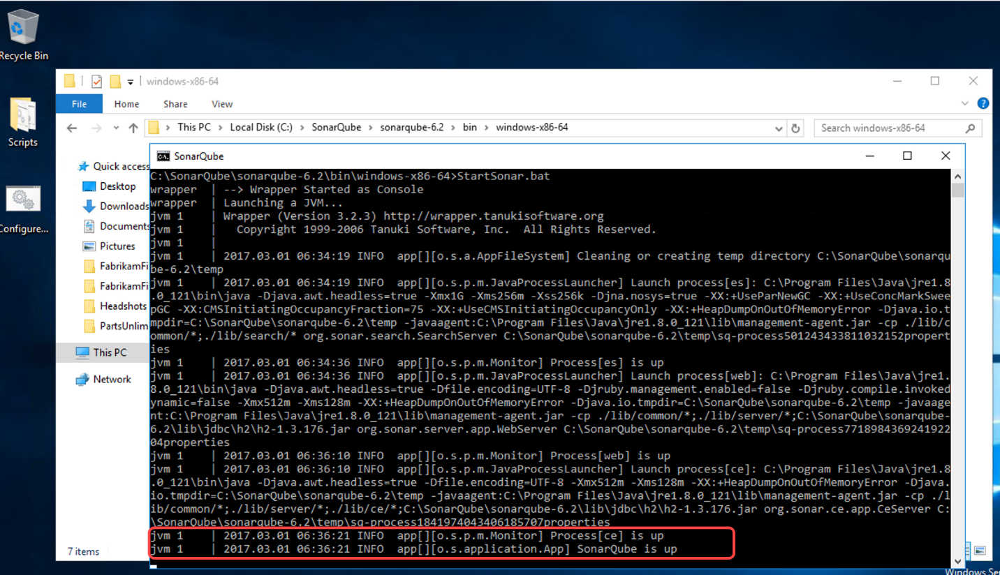 Recycle Bin
Scripts
Configure...
windows-x86-64
File Home Share View
This PC > Local Disk (C:) > SonarQube > sonarqube-6.2 > bin > windows-x86-64
Search windows-x86-64
Quick access
Desktop
Downloads
Documents
Pictures
FabrikamFi
FabrikamFi
Headshots
PartsUnlim
This PC
Network
7 items
SonarQube
C:\SonarQube\sonarqube-6.2\bin\windows-x86-64>StartSonar.bat
wrapper  | --> Wrapper Started as Console
wrapper  | Launching a JVM...
jvm 1    | Wrapper (Version 3.2.3) http://wrapper.tanukisoftware.org
jvm 1    |   Copyright 1999-2006 Tanuki Software, Inc.  All Rights Reserved.
jvm 1    |
jvm 1    | 2017.03.01 06:34:19 INFO  app[][o.s.a.AppFileSystem] Cleaning or creating temp directory C:\SonarQube\sonarqu
be-6.2\temp
jvm 1    | 2017.03.01 06:34:19 INFO  app[][o.s.p.m.JavaProcessLauncher] Launch process[es]: C:\Program Files\Java\jre1.8
.0_121\bin\java -Djava.awt.headless=true -Xmx1G -Xms256m -Xss256k -Djna.nosys=true -XX:+UseParNewGC -XX:+UseConcMarkSwee
pGC -XX:CMSInitiatingOccupancyFraction=75 -XX:+UseCMSInitiatingOccupancyOnly -XX:+HeapDumpOnOutOfMemoryError -Djava.io.t
mpdir=C:\SonarQube\sonarqube-6.2\temp -javaagent:C:\Program Files\Java\jre1.8.0_121\lib\management-agent.jar -cp ./lib/c
ommon/*;./lib/search/* org.sonar.search.SearchServer C:\SonarQube\sonarqube-6.2\temp\sq-process501243433811032152propert
ies
jvm 1    | 2017.03.01 06:34:36 INFO  app[][o.s.p.m.Monitor] Process[es] is up
jvm 1    | 2017.03.01 06:34:36 INFO  app[][o.s.p.m.JavaProcessLauncher] Launch process[web]: C:\Program Files\Java\jre1.
8.0_121\bin\java -Djava.awt.headless=true -Dfile.encoding=UTF-8 -Djruby.management.enabled=false -Djruby.compile.invoked
ynamic=false -Xmx512m -Xms128m -XX:+HeapDumpOnOutOfMemoryError -Djava.io.tmpdir=C:\SonarQube\sonarqube-6.2\temp -javaage
nt:C:\Program Files\Java\jre1.8.0_121\lib\management-agent.jar -cp ./lib/common/*;./lib/server/*;C:\SonarQube\sonarqube-
6.2\lib\jdbc\h2\h2-1.3.176.jar org.sonar.server.app.WebServer C:\SonarQube\sonarqube-6.2\temp\sq-process7718984369241922
04properties
jvm 1    | 2017.03.01 06:36:10 INFO  app[][o.s.p.m.Monitor] Process[web] is up
jvm 1    | 2017.03.01 06:36:10 INFO  app[][o.s.p.m.JavaProcessLauncher] Launch process[ce]: C:\Program Files\Java\jre1.8
.0_121\bin\java -Djava.awt.headless=true -Dfile.encoding=UTF-8 -Xmx512m -Xms128m -XX:+HeapDumpOnOutOfMemoryError -Djava.
io.tmpdir=C:\SonarQube\sonarqube-6.2\temp -javaagent:C:\Program Files\Java\jre1.8.0_121\lib\management-agent.jar -cp ./l
ib/common/*;./lib/server/*;./lib/ce/*;C:\SonarQube\sonarqube-6.2\lib\jdbc\h2\h2-1.3.176.jar org.sonar.ce.app.CeServer C:
\SonarQube\sonarqube-6.2\temp\sq-process1841974043406185707properties
jvm 1    | 2017.03.01 06:36:21 INFO  app[][o.s.p.m.Monitor] Process[ce] is up
jvm 1    | 2017.03.01 06:36:21 INFO  app[][o.s.application.App] SonarQube is up
Windows Ser